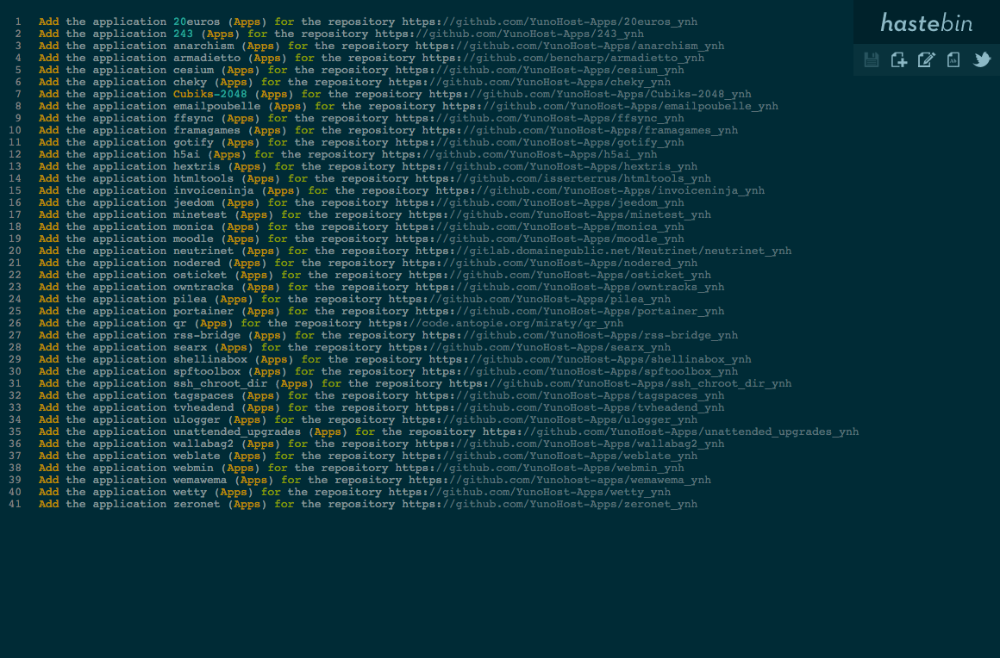 hastebin
1 Add the application 20euros (Apps) for the repository https://github.com/YunoHost-Apps/20euros_ynh
2 Add the application 243 (Apps) for the repository https://github.com/YunoHost-Apps/243_ynh
3 Add the application anarchism (Apps) for the repository https://github.com/YunoHost-Apps/anarchism_ynh
4 Add the application armadietto (Apps) for the repository https://github.com/bencharp/armadietto_ynh
5 Add the application cesium (Apps) for the repository https://github.com/YunoHost-Apps/cesium_ynh
6 Add the application cheky (Apps) for the repository https://github.com/YunoHost-Apps/cheky_ynh
7 Add the application Cubiks-2048 (Apps) for the repository https://github.com/YunoHost-Apps/Cubiks-2048_ynh
8 Add the application emailpoubelle (Apps) for the repository https://github.com/YunoHost-Apps/emailpoubelle_ynh
9 Add the application ffsync (Apps) for the repository https://github.com/YunoHost-Apps/ffsync_ynh
10 Add the application framagames (Apps) for the repository https://github.com/YunoHost-Apps/framagames_ynh
11 Add the application gotify (Apps) for the repository https://github.com/YunoHost-Apps/gotify_ynh
12 Add the application h5ai (Apps) for the repository https://github.com/YunoHost-Apps/h5ai_ynh
13 Add the application hextris (Apps) for the repository https://github.com/YunoHost-Apps/hextris_ynh
14 Add the application htmltools (Apps) for the repository https://github.com/isserterrus/htmltools_ynh
15 Add the application invoiceninja (Apps) for the repository https://github.com/YunoHost-Apps/invoiceninja_ynh
16 Add the application jeedom (Apps) for the repository https://github.com/YunoHost-Apps/jeedom_ynh
17 Add the application minetest (Apps) for the repository https://github.com/YunoHost-Apps/minetest_ynh
18 Add the application monica (Apps) for the repository https://github.com/YunoHost-Apps/monica_ynh
19 Add the application moodle (Apps) for the repository https://github.com/YunoHost-Apps/moodle_ynh
20 Add the application neutrinet (Apps) for the repository https://gitlab.domainepublic.net/Neutrinet/neutrinet_ynh
21 Add the application nodered (Apps) for the repository https://github.com/YunoHost-Apps/nodered_ynh
22 Add the application osticket (Apps) for the repository https://github.com/YunoHost-Apps/osticket_ynh
23 Add the application owntracks (Apps) for the repository https://github.com/YunoHost-Apps/owntracks_ynh
24 Add the application pilea (Apps) for the repository https://github.com/YunoHost-Apps/pilea_ynh
25 Add the application portainer (Apps) for the repository https://github.com/YunoHost-Apps/portainer_ynh
26 Add the application qr (Apps) for the repository https://code.antopie.org/miraty/qr_ynh
27 Add the application rss-bridge (Apps) for the repository https://github.com/YunoHost-Apps/rss-bridge_ynh
28 Add the application searx (Apps) for the repository https://github.com/YunoHost-Apps/searx_ynh
29 Add the application shellinabox (Apps) for the repository https://github.com/YunoHost-Apps/shellinabox_ynh
30 Add the application spftoolbox (Apps) for the repository https://github.com/YunoHost-Apps/spftoolbox_ynh
31 Add the application ssh_chroot_dir (Apps) for the repository https://github.com/YunoHost-Apps/ssh_chroot_dir_ynh
32 Add the application tagspaces (Apps) for the repository https://github.com/YunoHost-Apps/tagspaces_ynh
33 Add the application tvheadend (Apps) for the repository https://github.com/YunoHost-Apps/tvheadend_ynh
34 Add the application ulogger (Apps) for the repository https://github.com/YunoHost-Apps/ulogger_ynh
35 Add the application unattended_upgrades (Apps) for the repository https://github.com/YunoHost-Apps/unattended_upgrades_ynh
36 Add the application wallabag2 (Apps) for the repository https://github.com/YunoHost-Apps/wallabag2_ynh
37 Add the application weblate (Apps) for the repository https://github.com/YunoHost-Apps/weblate_ynh
38 Add the application webmin (Apps) for the repository https://github.com/YunoHost-Apps/webmin_ynh
39 Add the application wemawema (Apps) for the repository https://github.com/Yunohost-apps/wemawema_ynh
40 Add the application wetty (Apps) for the repository https://github.com/YunoHost-Apps/wetty_ynh
41 Add the application zeronet (Apps) for the repository https://github.com/YunoHost-Apps/zeronet_ynh